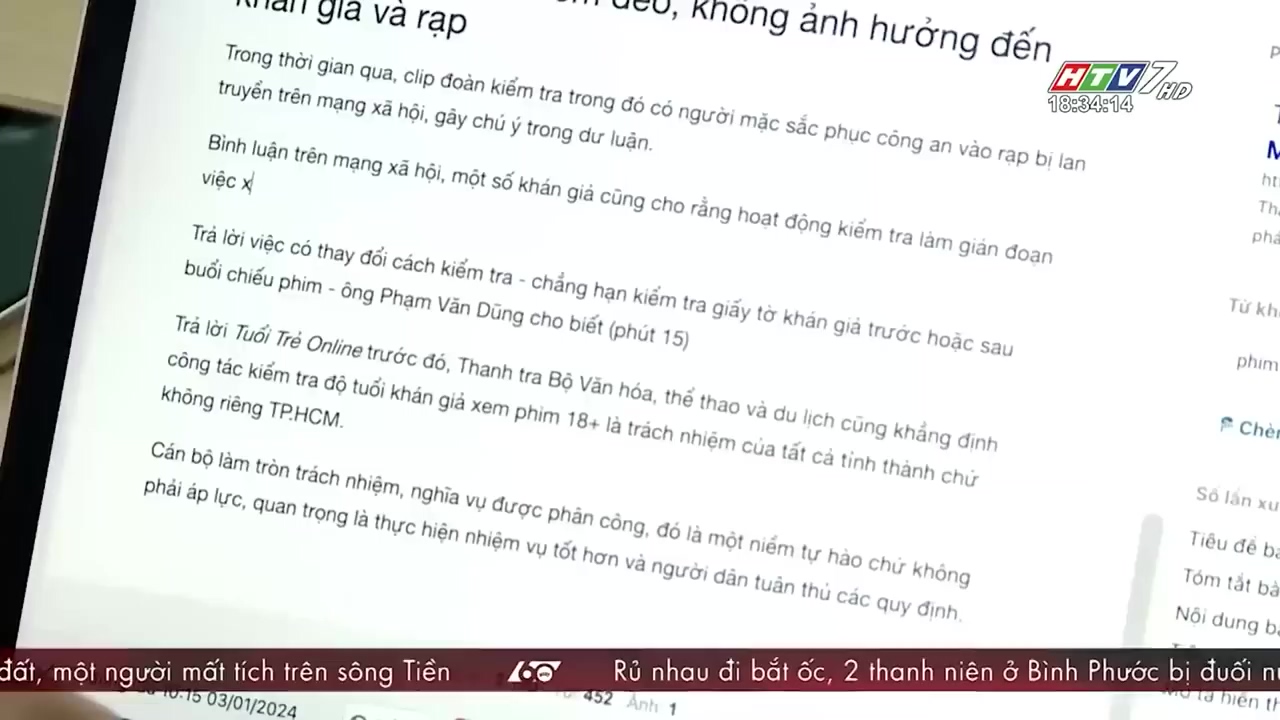 dẻo, không ảnh hưởng đến
khán giả và rạp
HTV7 HD
18:34:14
Trong thời gian qua, clip đoàn kiểm tra trong đó có người mặc sắc phục công an vào rạp bị lan
truyền trên mạng xã hội, gây chú ý trong dư luận.
Bình luận trên mạng xã hội, một số khán giả cũng cho rằng hoạt động kiểm tra làm gián đoạn
việc x
Trả lời việc có thay đổi cách kiểm tra - chẳng hạn kiểm tra giấy tờ khán giả trước hoặc sau
buổi chiếu phim - ông Phạm Văn Dũng cho biết (phút 15)
Trả lời Tuổi Trẻ Online trước đó, Thanh tra Bộ Văn hóa, thể thao và du lịch cũng khẳng định
công tác kiểm tra độ tuổi khán giả xem phim 18+ là trách nhiệm của tất cả tỉnh thành chứ
không riêng TP.HCM.
Cán bộ làm tròn trách nhiệm, nghĩa vụ được phân công, đó là một niềm tự hào chứ không
phải áp lực, quan trọng là thực hiện nhiệm vụ tốt hơn và người dân tuân thủ các quy định.
Từ kh
phim
Chèn
Số lần xu
Tiêu đề bà
Tóm tắt bà
Nội dung bà
Mô tả hiển th
đất, một người mất tích trên sông Tiền
60
Rủ nhau đi bắt ốc, 2 thanh niên ở Bình Phước bị đuối nư
10:15 03/01/2024
452 Ảnh 1